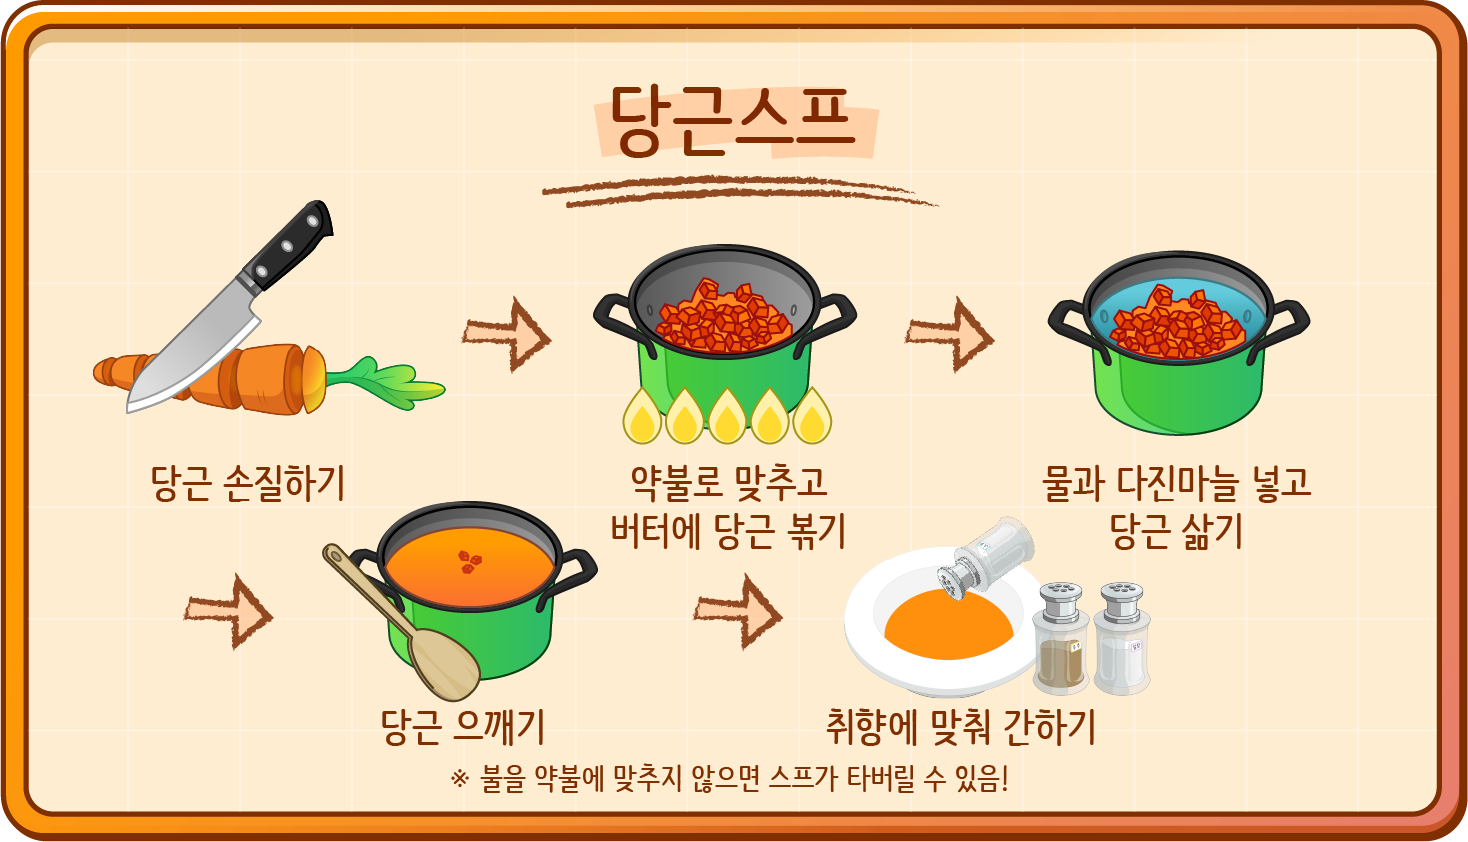 당근스프
당근 손질하기
약불로 맞추고
버터에 당근 볶기
물과 다진마늘 넣고
당근 삶기
당근 으깨기
취향에 맞춰 간하기
※ 불을 약불에 맞추지 않으면 스프가 타버릴 수 있음!